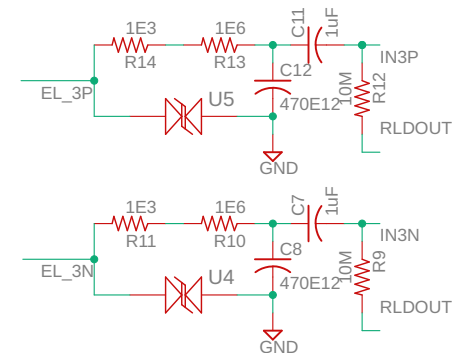 1E3
R14
1E6
R13
C11
1uF
IN3P
C12
470E12
10M
R12
EL_3P
U5
RLDOUT
GND
1E3
R11
1E6
R10
C7
1uF
IN3N
C8
470E12
10M
R9
EL_3N
U4
RLDOUT
GND